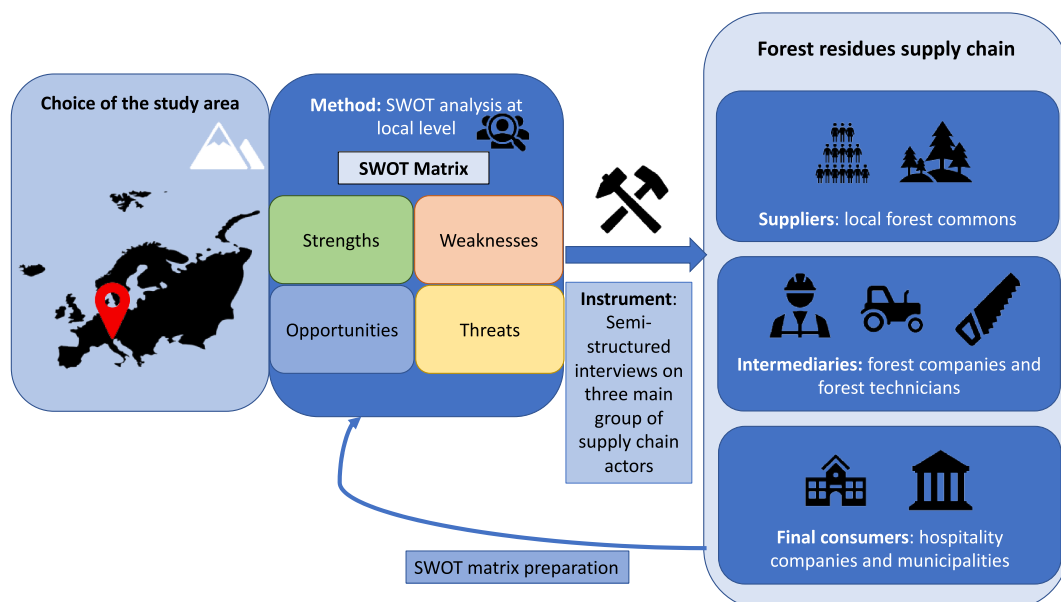 Choice of the study area
Method: SWOT analysis at
local level
SWOT Matrix
Strengths
Weaknesses
Opportunities
Threats
Instrument:
Semi-
structured
interviews on
three main
group of
supply chain
actors
Forest residues supply chain
Suppliers: local forest commons
Intermediaries: forest companies and
forest technicians
Final consumers: hospitality
companies and municipalities
SWOT matrix preparation